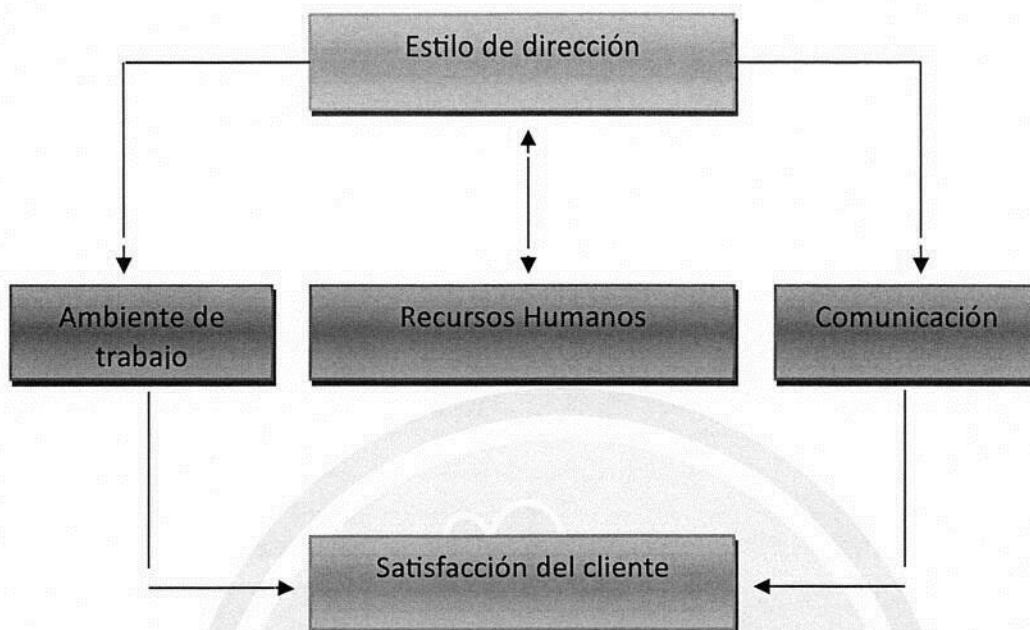 Estilo de dirección
Ambiente de
trabajo
Recursos Humanos
Comunicación
Satisfacción del cliente